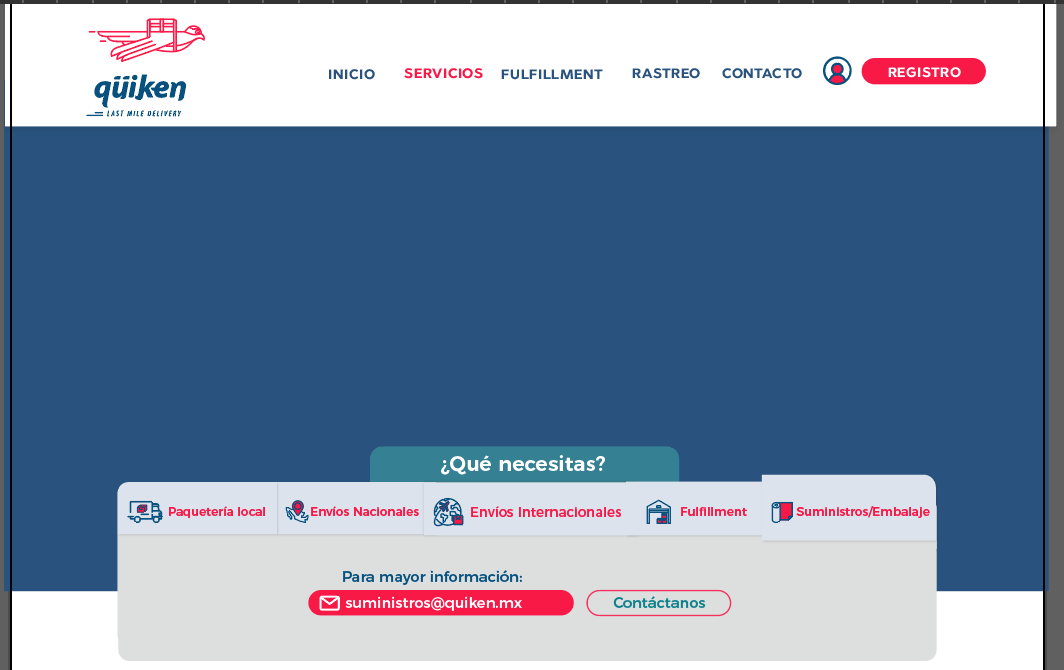 qüiken
LAST MILE DELIVERY
INICIO SERVICIOS FULFILLMENT RASTREO CONTACTO REGISTRO
¿Qué necesitas?
Paquetería local Envíos Nacionales Envíos Internacionales Fulfillment Suministros/Embalaje
Para mayor información:
suministros@quiken.mx Contáctanos